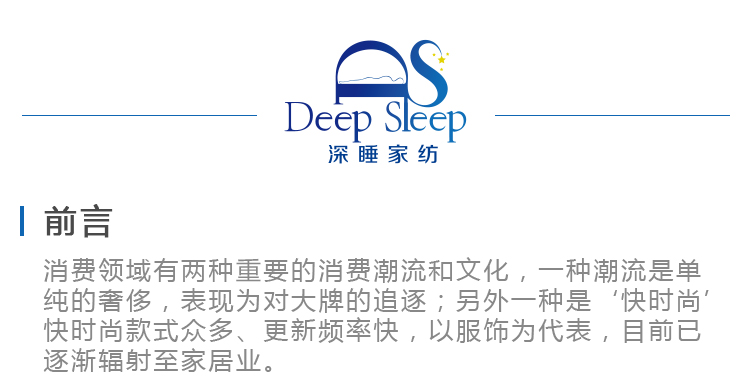 Deep Sleep
深睡家纺
前言
消费领域有两种重要的消费潮流和文化，一种潮流是单
纯的奢侈，表现为对大牌的追逐；另外一种是‘快时尚’
快时尚款式众多、更新频率快，以服饰为代表，目前已
逐渐辐射至家居业。